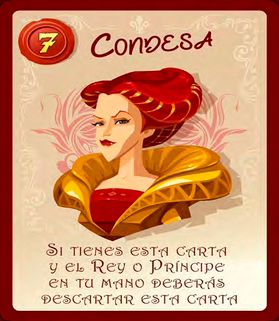 7
CONDESA
SI TIENES ESTA CARTA
Y EL REY O PRÍNCIPE
EN TU MANO DEBERÁS
DESCARTAR ESTA CARTA